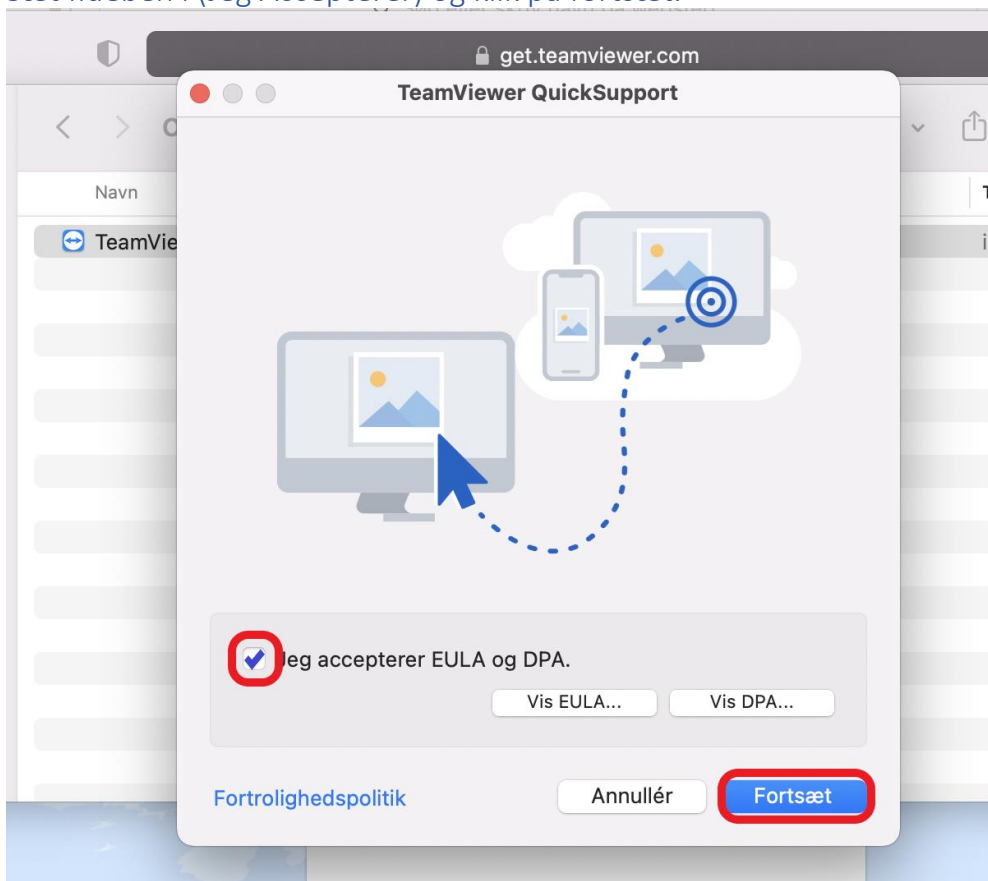 get.teamviewer.com
TeamViewer QuickSupport
Navn
TeamVie
Jeg accepterer EULA og DPA.
Vis EULA... Vis DPA...
Fortrolighedspolitik Annullér Fortsæt